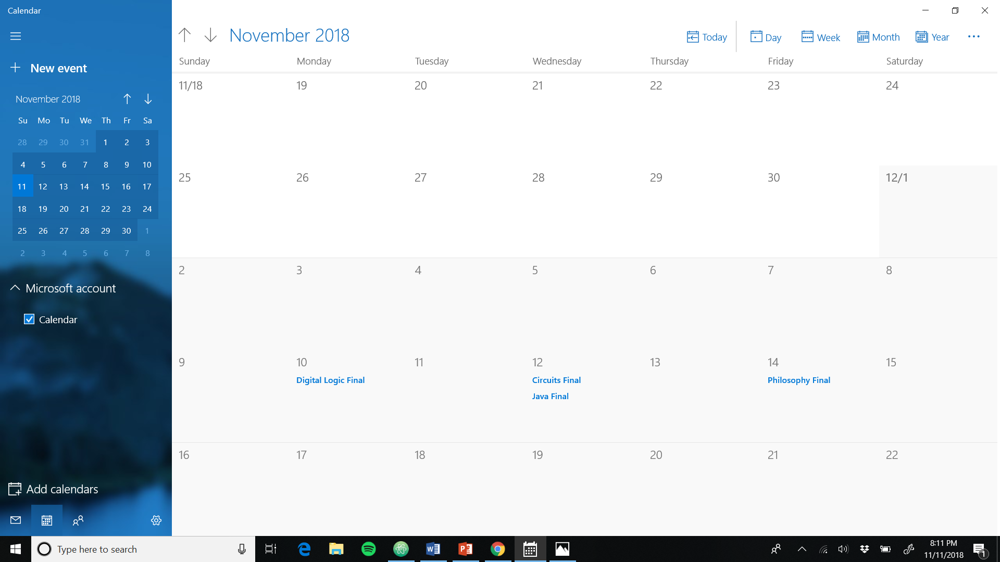 Calendar
New event
November 2018
Su Mo Tu We Th Fr Sa
28 29 30 31 1 2 3
4 5 6 7 8 9 10
11 12 13 14 15 16 17
18 19 20 21 22 23 24
25 26 27 28 29 30 1
2 3 4 5 6 7 8
Microsoft account
Calendar
Add calendars
November 2018
Today Day Week Month Year
Sunday Monday Tuesday Wednesday Thursday Friday Saturday
11/18 19 20 21 22 23 24
25 26 27 28 29 30 12/1
2 3 4 5 6 7 8
9 10 11 12 13 14 15
Digital Logic Final Circuits Final Philosophy Final
Java Final
16 17 18 19 20 21 22
Type here to search
W P
8:11 PM
11/11/2018
1